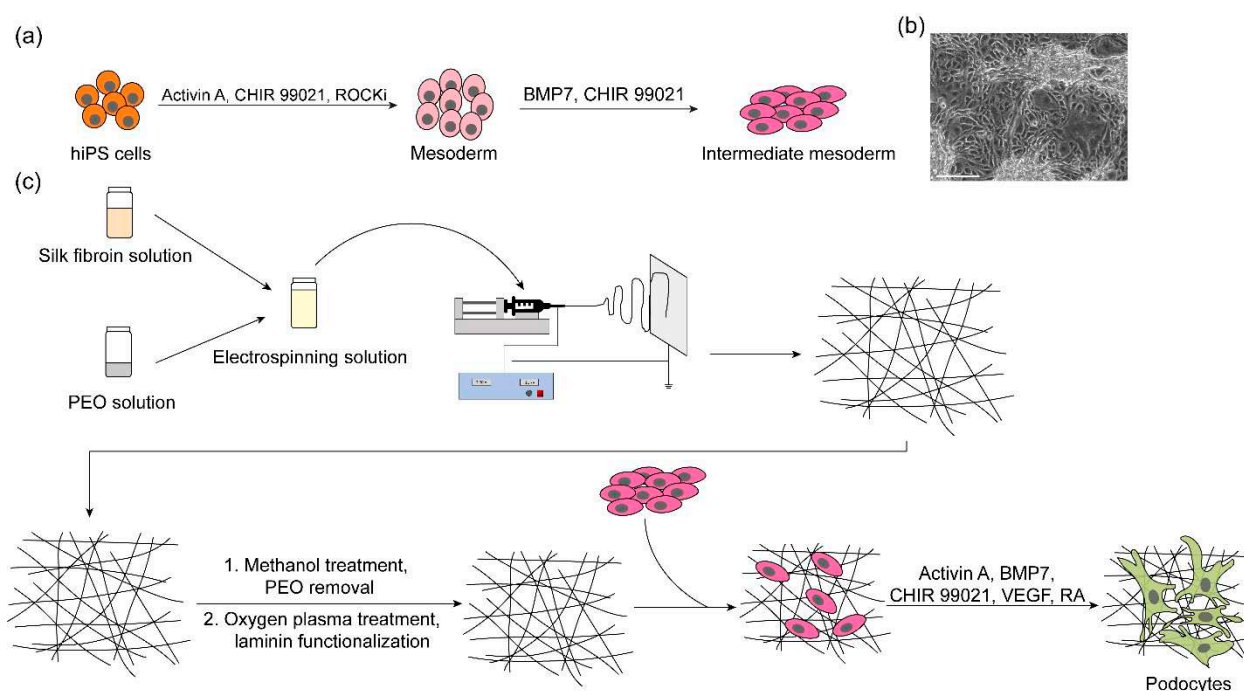 (a)
(b)
Activin A, CHIR 99021, ROCKi
BMP7, CHIR 99021
hiPS cells
Mesoderm
Intermediate mesoderm
(c)
Silk fibroin solution
Electrospinning solution
PEO solution
1. Methanol treatment,
PEO removal
2. Oxygen plasma treatment,
laminin functionalization
Activin A, BMP7,
CHIR 99021, VEGF, RA
Podocytes